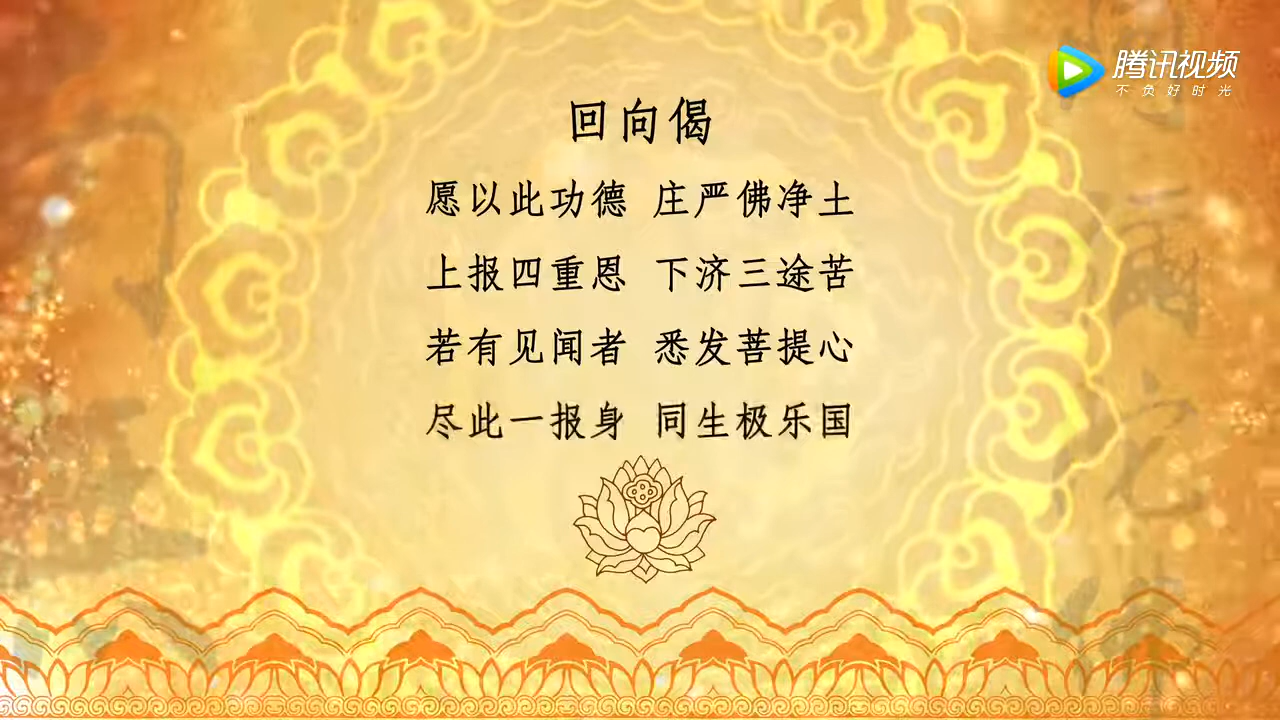 腾讯视频
不负好时光
回向偈
愿以此功德 庄严佛净土
上报四重恩 下济三途苦
若有见闻者 悉发菩提心
尽此一报身 同生极乐国